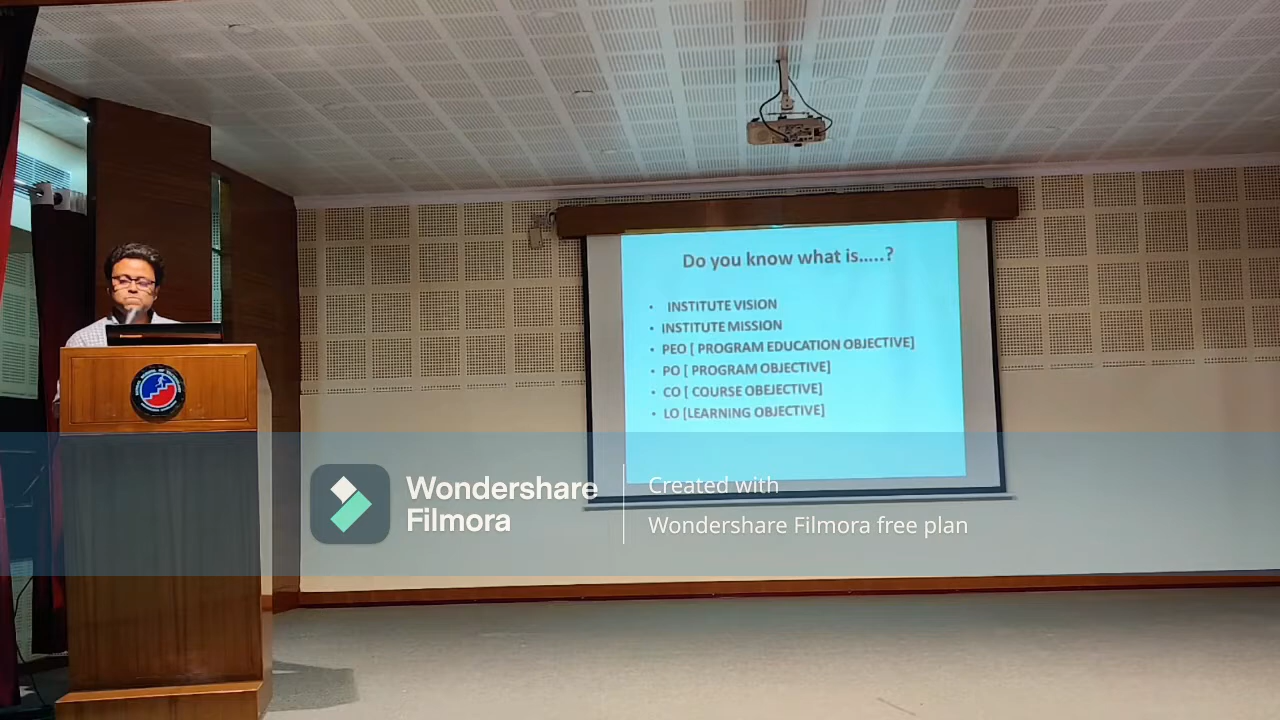 Do you know what is.....?
• INSTITUTE VISION
• INSTITUTE MISSION
• PEO [ PROGRAM EDUCATION OBJECTIVE]
• PO [ PROGRAM OBJECTIVE]
• CO [ COURSE OBEJECTIVE]
• LO [LEARNING OBJECTIVE]
Wondershare
Filmora
Created with
Wondershare Filmora free plan